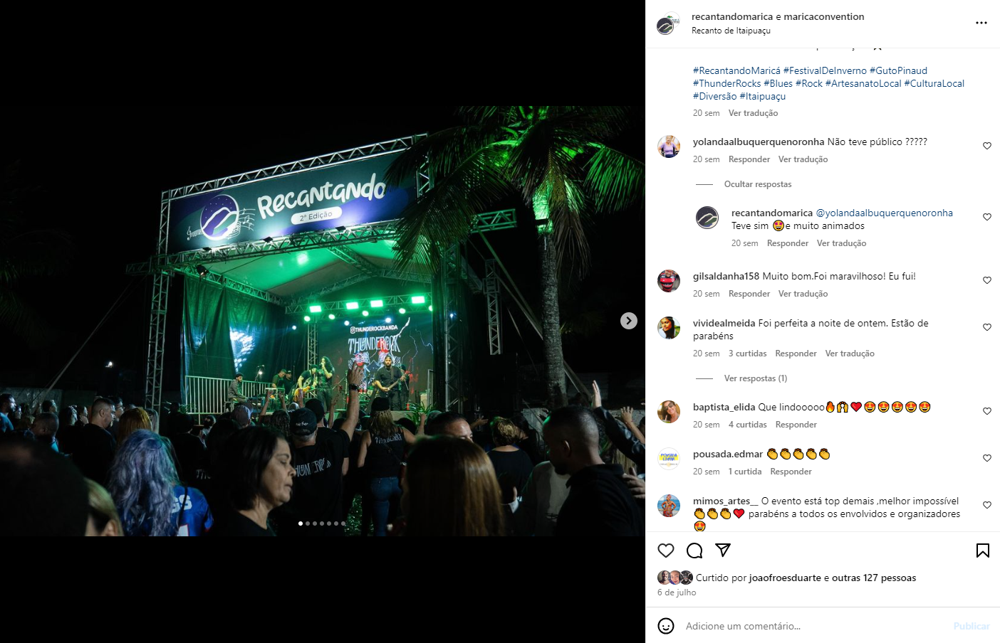 Recantando
2ª Edição
@THUNDEROCKBANDA
THUNDEROCK
THUNDEROCK
GG
recantandomarica e maricaconvention
Recanto de Itaipuaçu
#RecantandoMaricá #FestivalDeInverno #GutoPinaud
#ThunderRocks #Blues #Rock #ArtesanatoLocal #CulturaLocal
#Diversão #Itaipuaçu
20 sem Ver tradução
yolandaalbuquerquenoronha Não teve público ?????
20 sem Responder Ver tradução
Ocultar respostas
recantandomarica @yolandaalbuquerquenoronha
Teve sim 🤩e muito animados
20 sem Responder Ver tradução
gilsaldanha158 Muito bom.Foi maravilhoso! Eu fui!
20 sem Responder Ver tradução
vividealmeida Foi perfeita a noite de ontem. Estão de
parabéns
20 sem 3 curtidas Responder Ver tradução
Ver respostas (1)
baptista_elida Que lindooooo🔥🙌❤️😍😍😍😍😍
20 sem 4 curtidas Responder
pousada.edmar 👏👏👏👏👏
20 sem 1 curtida Responder
mimos_artes__ O evento está top demais ,melhor impossível
👏👏👏❤️ parabéns a todos os envolvidos e organizadores
😍
Curtido por joaofroesduarte e outras 127 pessoas
6 de julho
Adicione um comentário...
Publicar